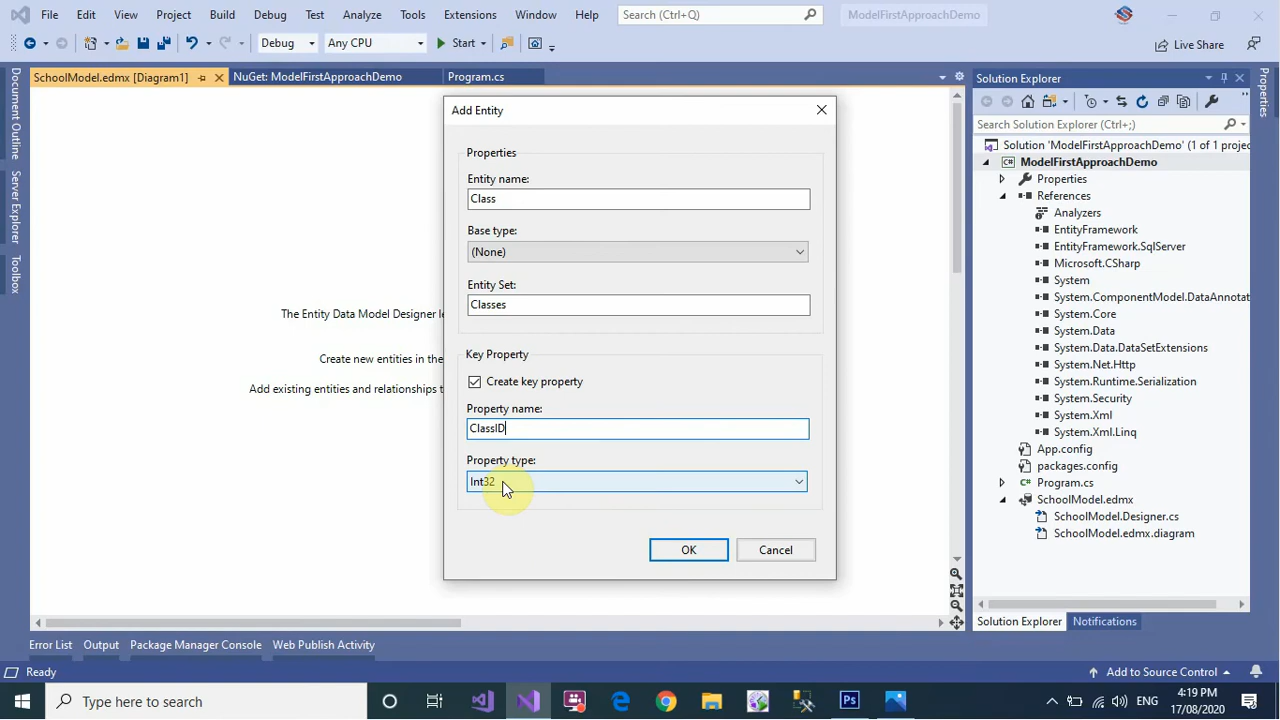 File Edit View Project Build Debug Test Analyze Tools Extensions Window Help Search (Ctrl+Q) ModelFirstApproachDemo
Debug Any CPU Start Live Share
SchoolModel.edmx [Diagram1] NuGet: ModelFirstApproachDemo Program.cs
Document Outline
Server Explorer
Toolbox
The Entity Data Model Designer le
Create new entities in the
Add existing entities and relationships t
Add Entity
Properties
Entity name:
Class
Base type:
(None)
Entity Set:
Classes
Key Property
Create key property
Property name:
ClassID
Property type:
Int32
OK Cancel
Solution Explorer
Search Solution Explorer (Ctrl+;)
Solution 'ModelFirstApproachDemo' (1 of 1 projec
C# ModelFirstApproachDemo
Properties
References
Analyzers
EntityFramework
EntityFramework.SqlServer
Microsoft.CSharp
System
System.ComponentModel.DataAnnotat
System.Core
System.Data
System.Data.DataSetExtensions
System.Net.Http
System.Runtime.Serialization
System.Security
System.Xml
System.Xml.Linq
App.config
packages.config
C# Program.cs
SchoolModel.edmx
SchoolModel.Designer.cs
SchoolModel.edmx.diagram
Solution Explorer Notifications
Properties
Error List Output Package Manager Console Web Publish Activity
Ready Add to Source Control
Type here to search Ps ENG 4:19 PM
17/08/2020